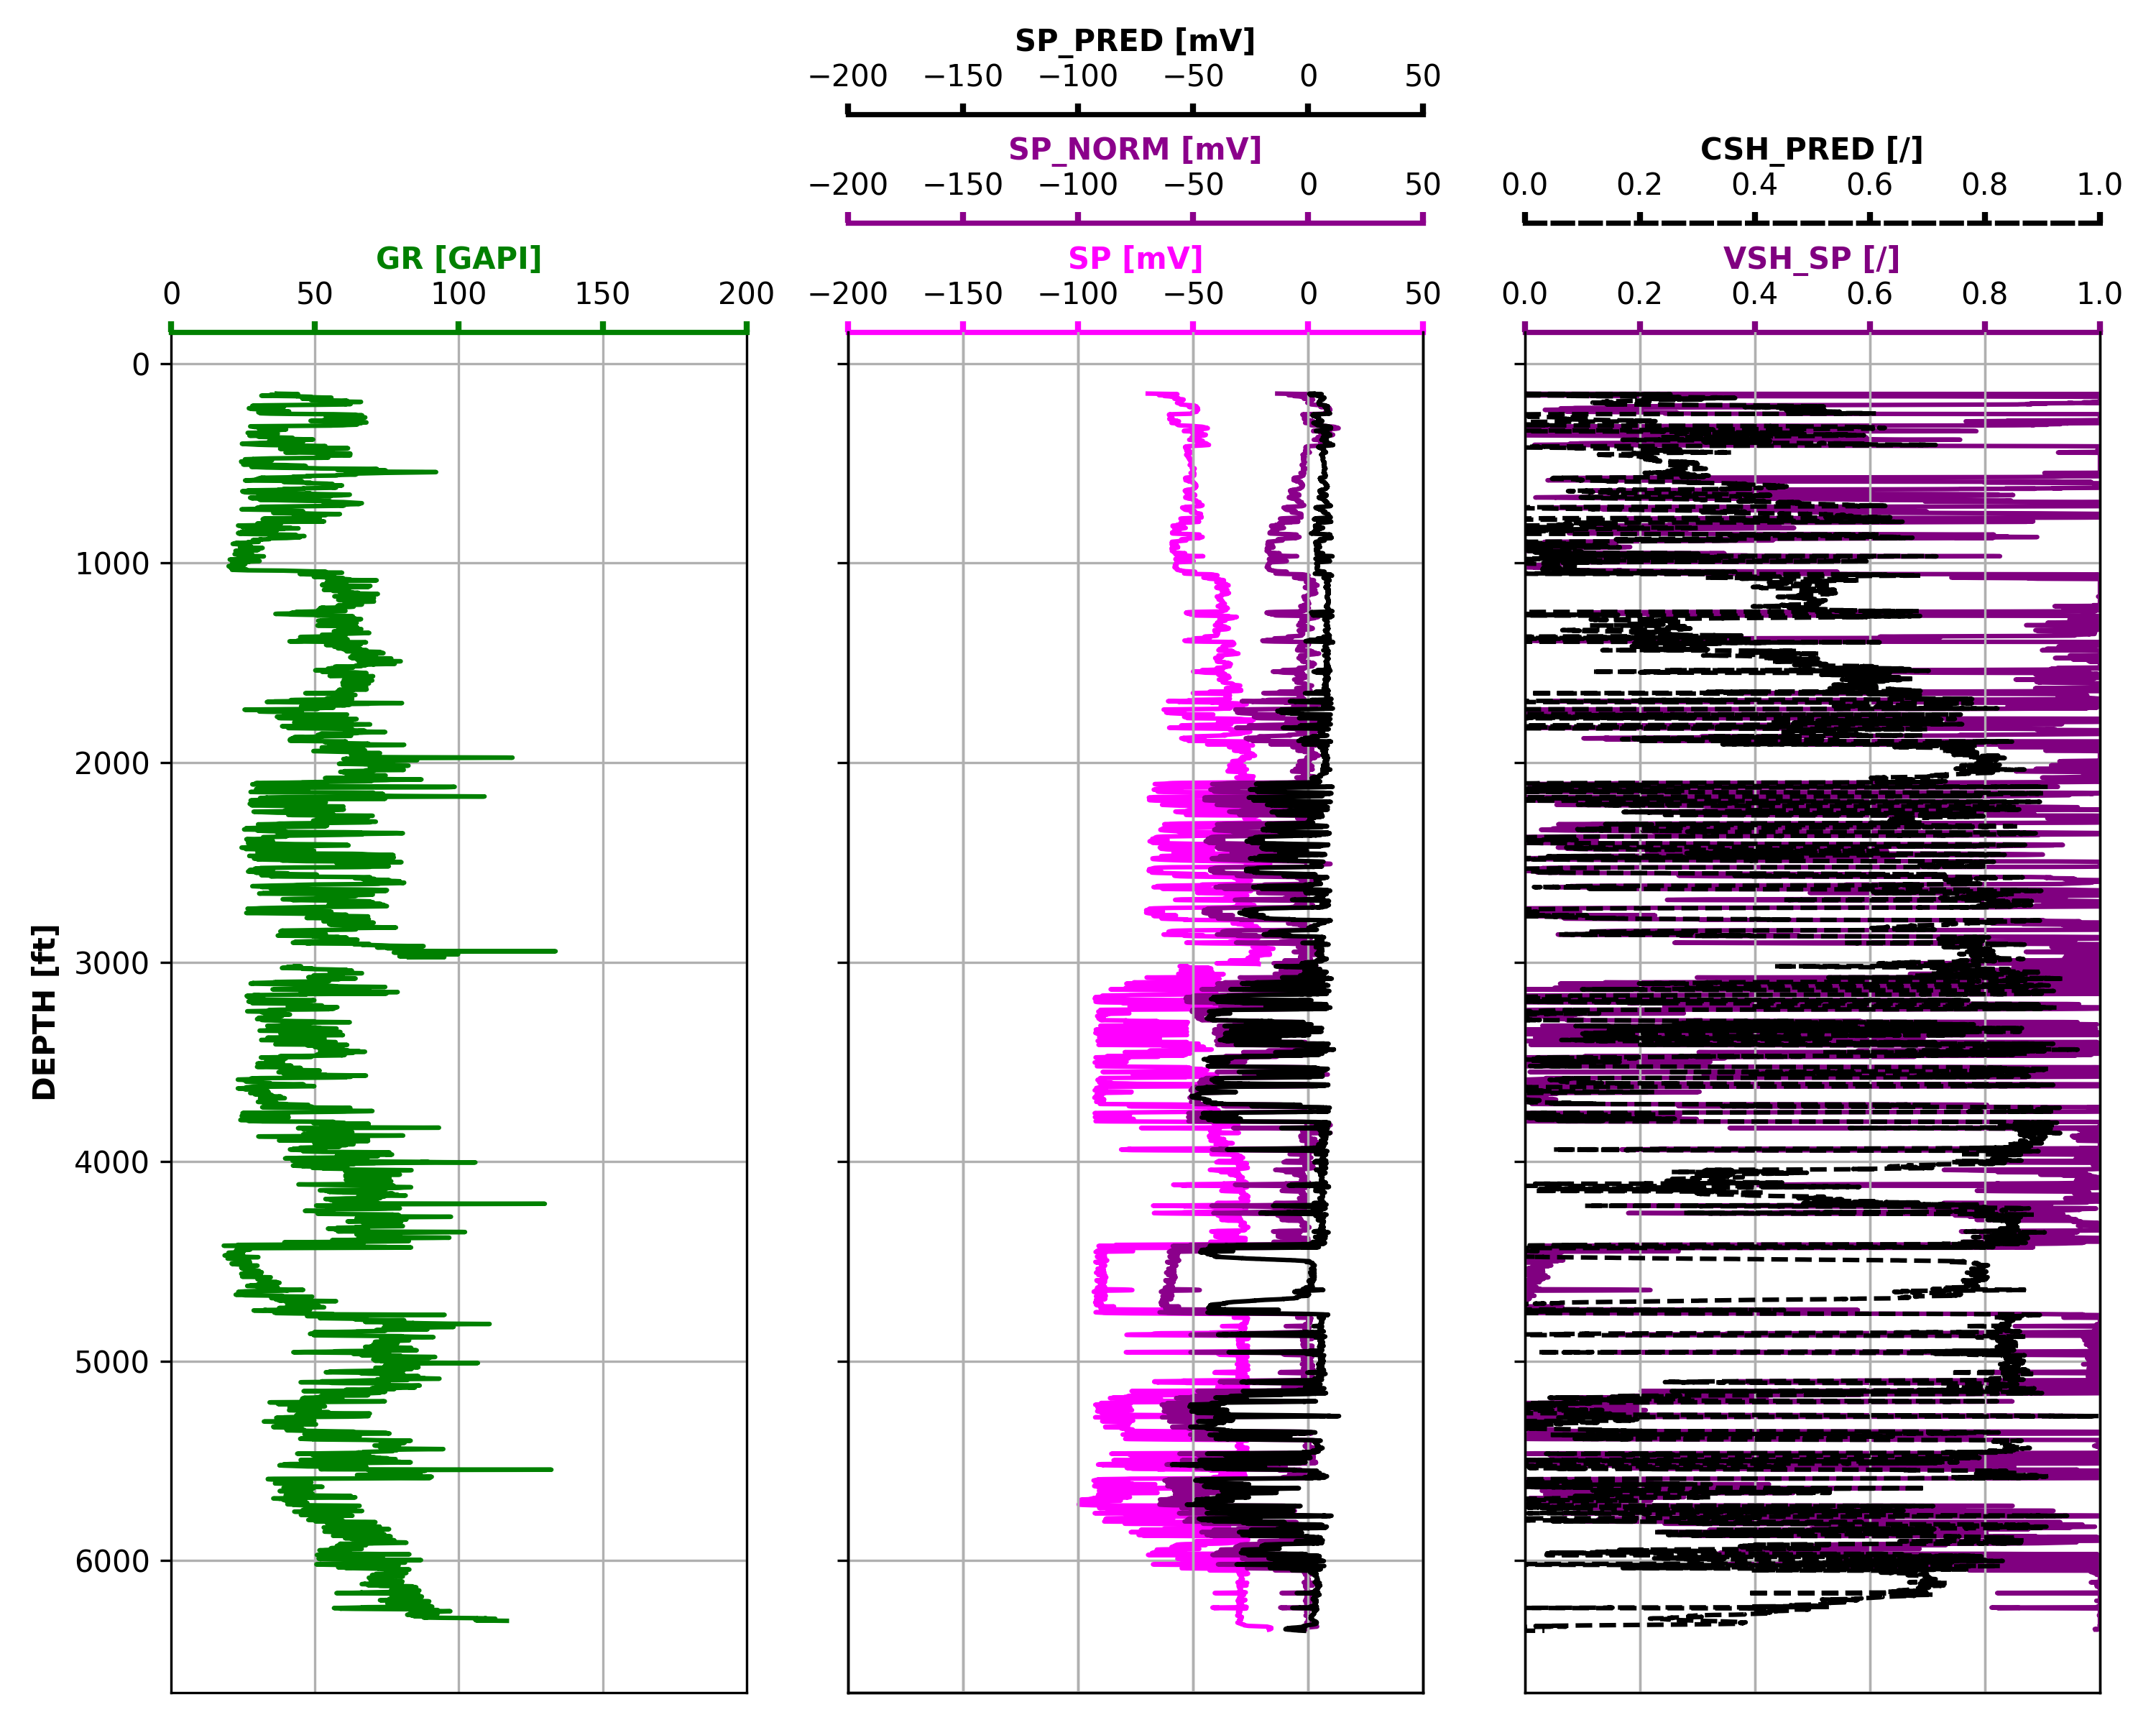 SP_PRED [mV]
−200 −150 −100 −50 0 50
SP_NORM [mV]
−200 −150 −100 −50 0 50
CSH_PRED [/]
0.0 0.2 0.4 0.6 0.8 1.0
GR [GAPI]
0 50 100 150 200
SP [mV]
−200 −150 −100 −50 0 50
VSH_SP [/]
0.0 0.2 0.4 0.6 0.8 1.0
DEPTH [ft]
0
1000
2000
3000
4000
5000
6000